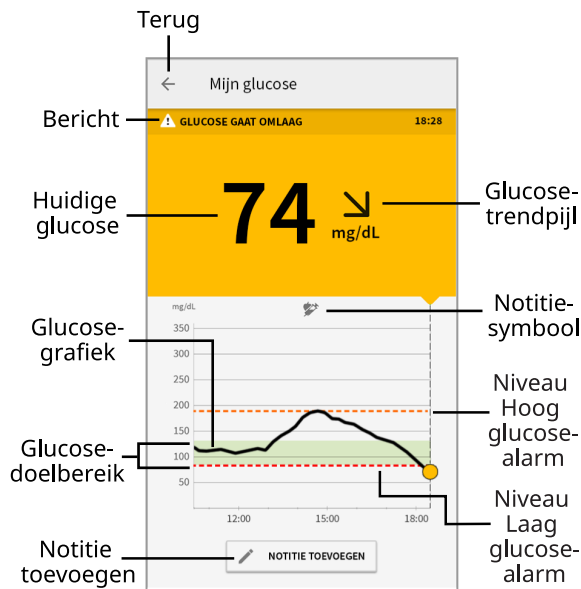 Terug
Mijn glucose
Bericht
GLUCOSE GAAT OMLAAG
18:28
Huidige
glucose
74
mg/dL
Glucose-
trendpijl
mg/dL
Notitie-
symbool
Glucose-
grafiek
350
300
250
200
150
100
50
Niveau
Hoog
glucose-
alarm
Glucose-
doelbereik
Niveau
Laag
glucose-
alarm
12:00
15:00
18:00
Notitie
toevoegen
NOTITIE TOEVOEGEN